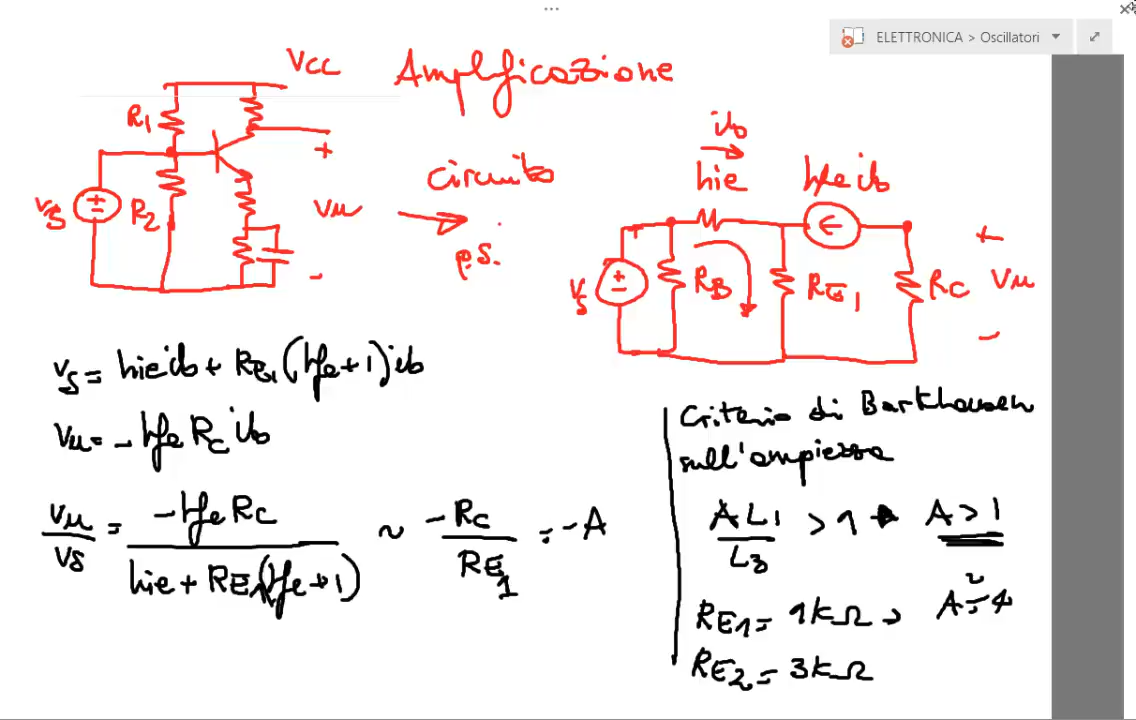 ELETTRONICA > Oscillatori
Vcc Amplificazione
R1
+
ib
vs R2
Vu
-
circuito
p.s.
hie hfe ib
vs
RB
RE1
RC
+
Vu
-
vs = hie ib + RE1 (hfe+1) ib
Vu = - hfe Rc ib
Vu/Vs = -hfe Rc / hie + RE1(hfe+1) ~ -Rc / RE1 = -A
Criterio di Barkhausen
sull'ampiezza
A L1 / L3 > 1 → A > 1
RE1 = 1kΩ → A ≃ 4
RE2 = 3kΩ